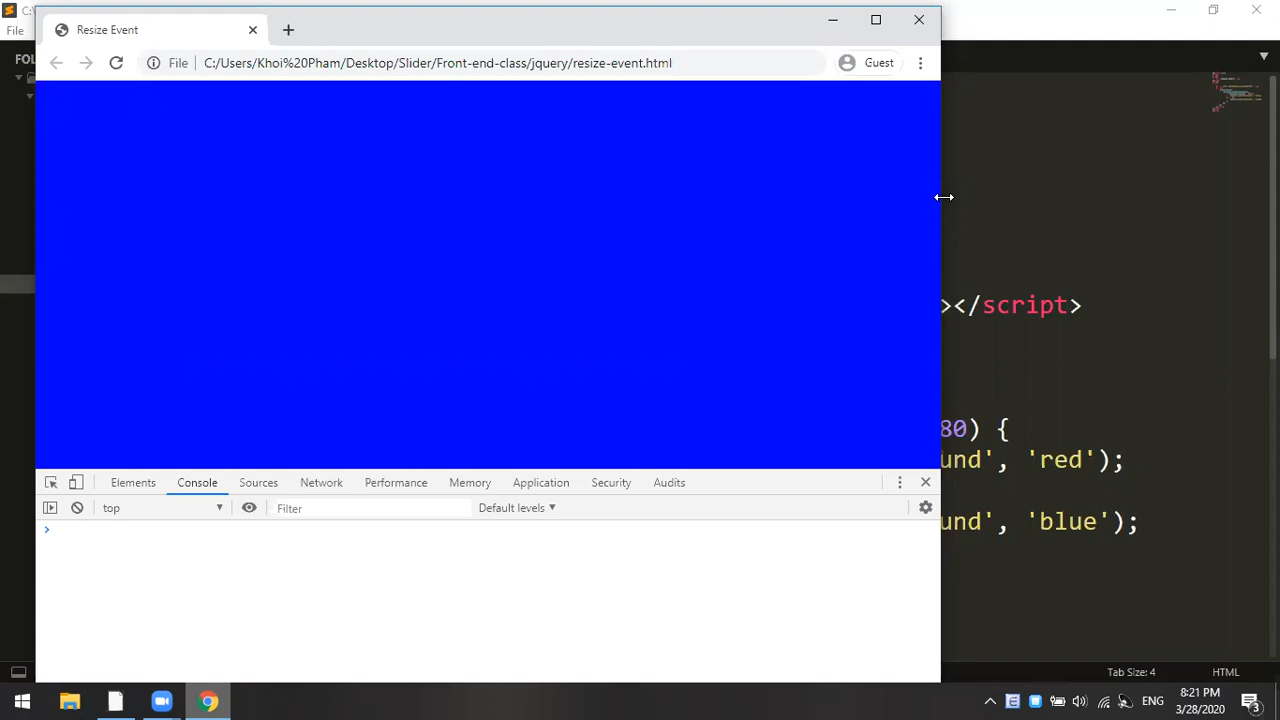 C:\
Resize Event
File
File
C:/Users/Khoi%20Pham/Desktop/Slider/Front-end-class/jquery/resize-event.html
Guest
FOL
></script>
80) {
und', 'red');
und', 'blue');
Elements Console Sources Network Performance Memory Application Security Audits
top
Filter
Default levels
Tab Size: 4
HTML
ENG
8:21 PM
3/28/2020
3